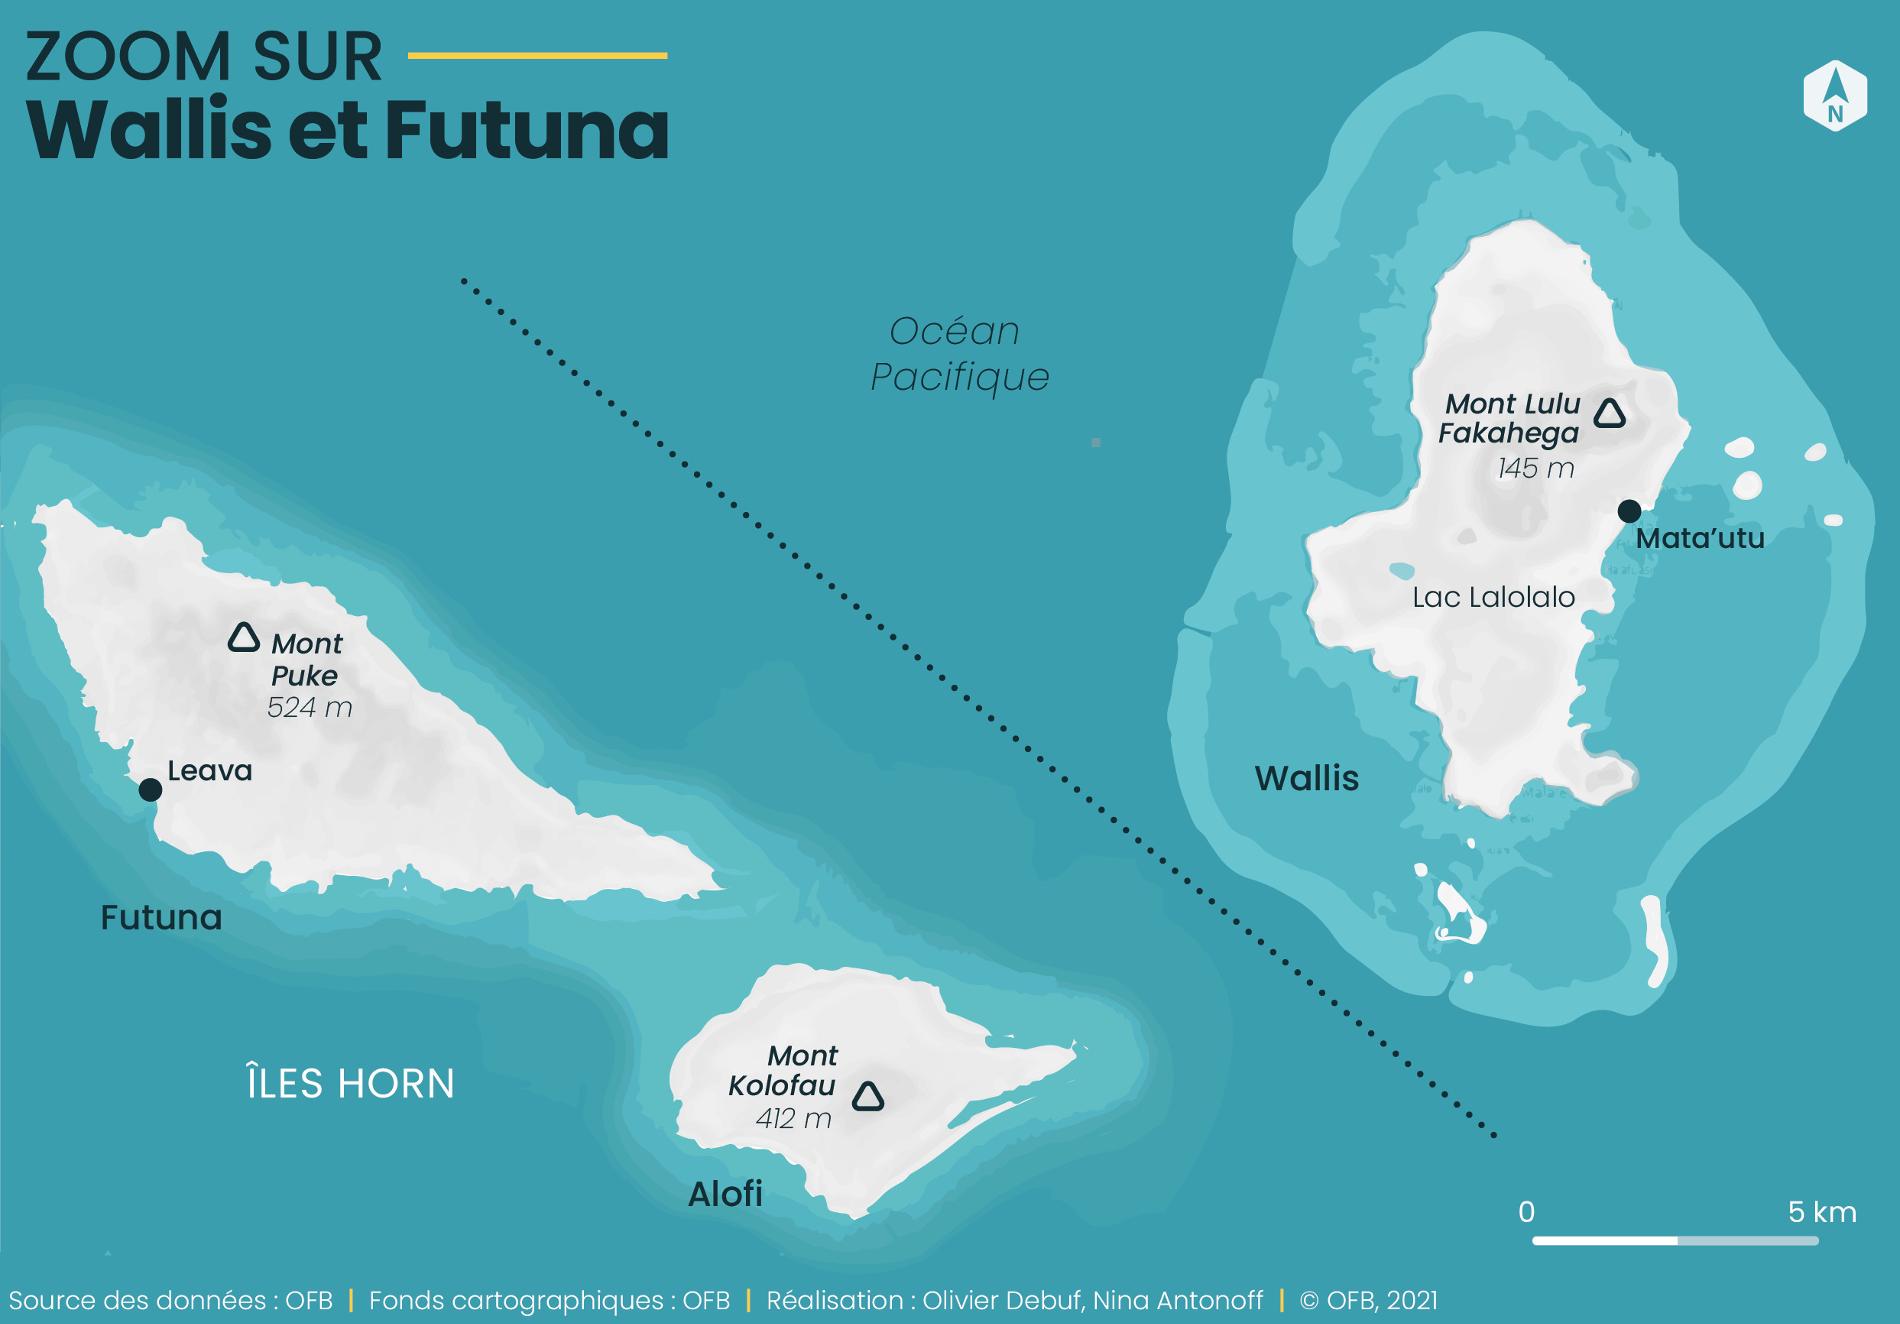 ZOOM SUR
Wallis et Futuna
N
Océan
Pacifique
Mont Lulu
Fakahega
145 m
Mata’utu
Lac Lalolalo
Wallis
Mont
Puke
524 m
Leava
Futuna
ÎLES HORN
Mont
Kolofau
412 m
Alofi
0 5 km
Source des données : OFB | Fonds cartographiques : OFB | Réalisation : Olivier Debuf, Nina Antonoff | © OFB, 2021